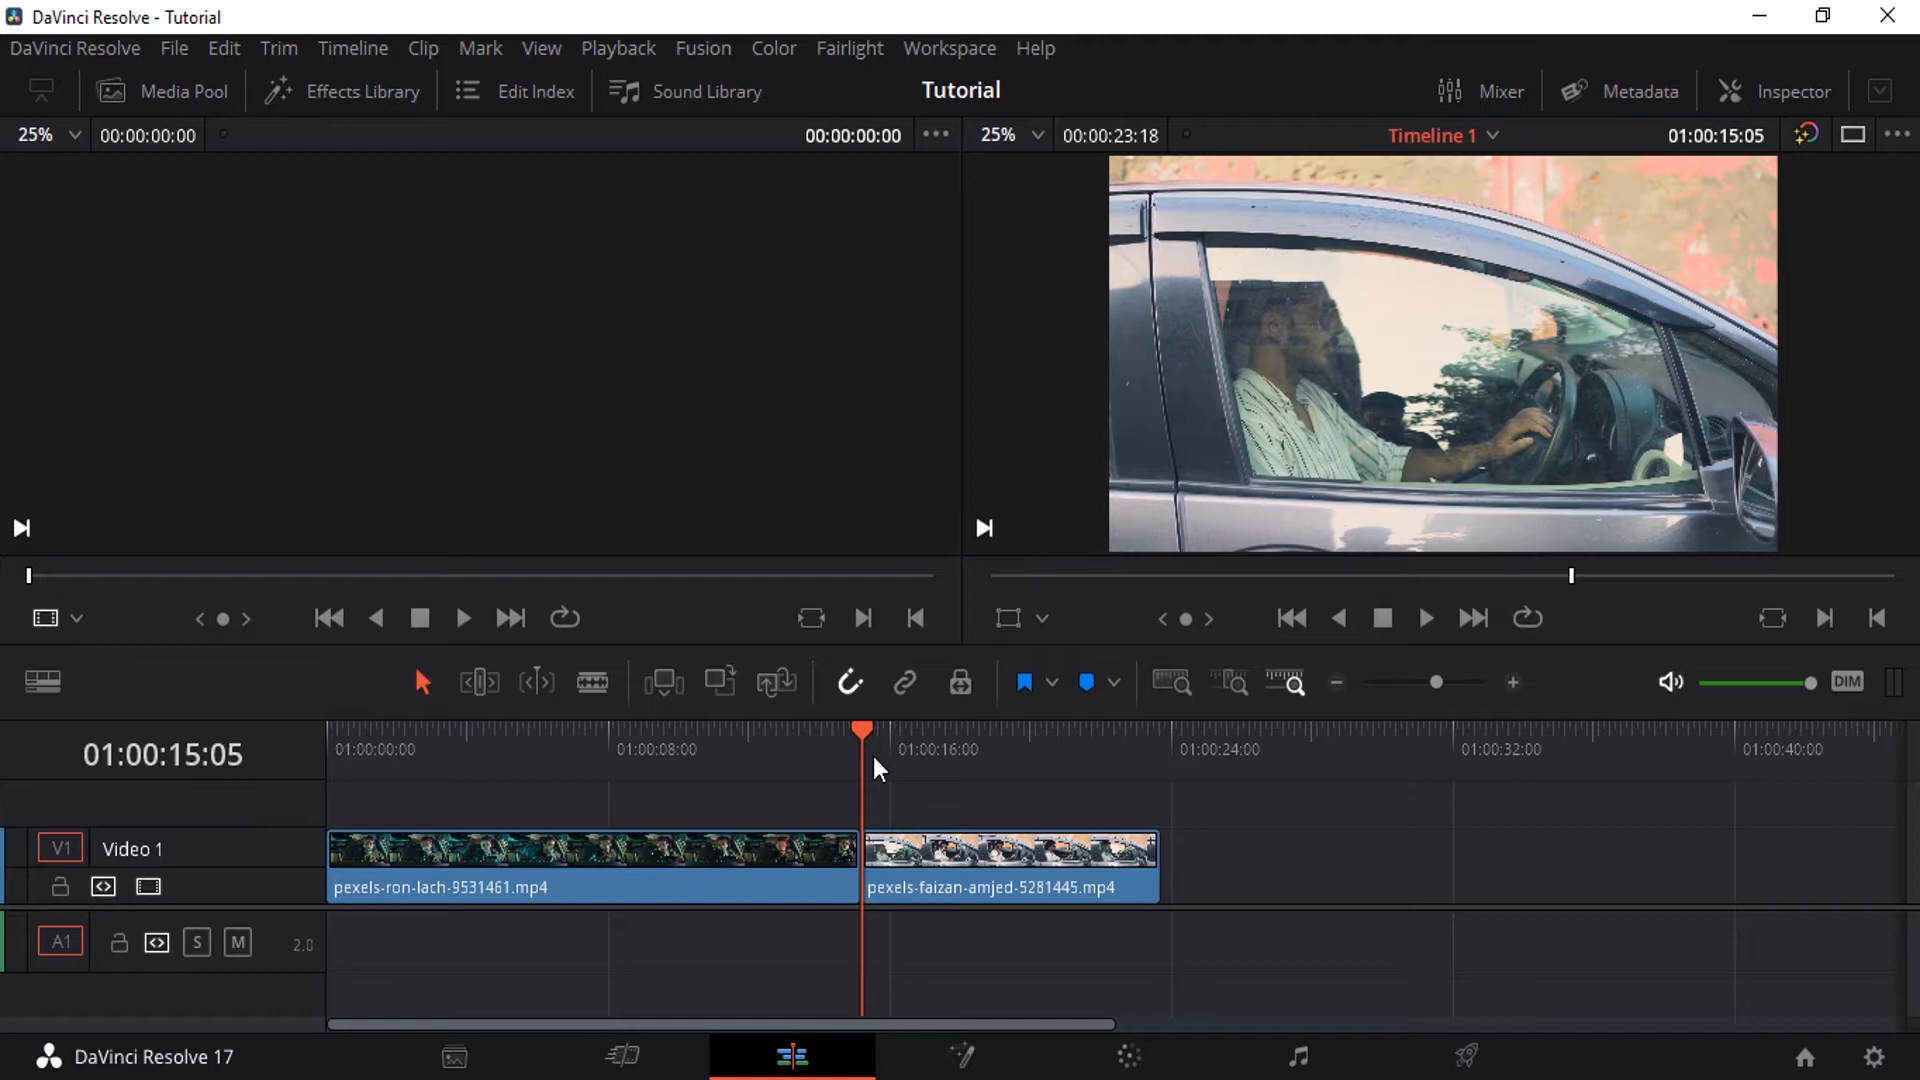 DaVinci Resolve - Tutorial
DaVinci Resolve File Edit Trim Timeline Clip Mark View Playback Fusion Color Fairlight Workspace Help
Media Pool Effects Library Edit Index Sound Library Tutorial Mixer Metadata Inspector
25% 00:00:00:00 00:00:00:00 ••• 25% 00:00:23:18 Timeline 1 01:00:15:05 •••
DIM
01:00:15:05 01:00:00:00 01:00:08:00 01:00:16:00 01:00:24:00 01:00:32:00 01:00:40:00
V1 Video 1
pexels-ron-lach-9531461.mp4 pexels-faizan-amjed-5281445.mp4
A1 S M 2.0
DaVinci Resolve 17